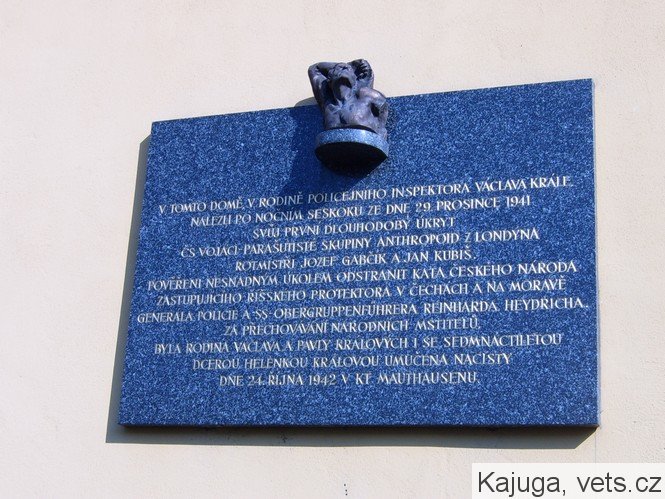 V TOMTO DOMĚ, V RODINĚ POLICEJNÍHO INSPEKTORA VÁCLAVA KRÁLE
NALEZLI PO NOČNÍM SESKOKU ZE DNE 29. PROSINCE 1941
SVŮJ PRVNÍ DLOUHODOBÝ ÚKRYT
ČS. VOJÁCI-PARAŠUTISTÉ SKUPINY ANTHROPOID Z LONDÝNA
ROTMISTŘI JOZEF GABČÍK A JAN KUBIŠ.
POVĚŘENI NESNADNÝM ÚKOLEM ODSTRANIT KATA ČESKÉHO NÁRODA
ZASTUPUJÍCÍHO ŘÍŠSKÉHO PROTEKTORA V ČECHÁCH A NA MORAVĚ
GENERÁLA POLICIE A SS-OBERGRUPPENFÜHRERA REINHARDA HEYDRICHA.
ZA PŘECHOVÁVÁNÍ NÁRODNÍCH MSTITELŮ,
BYLA RODINA VÁCLAVA A PAVLY KRÁLOVÝCH I SE SEDMNÁCTILETOU
DCEROU HELENKOU KRÁLOVOU UMUČENA NACISTY
DNE 24. ŘÍJNA 1942 V KT. MAUTHAUSENU.
Kajuga, vets.cz